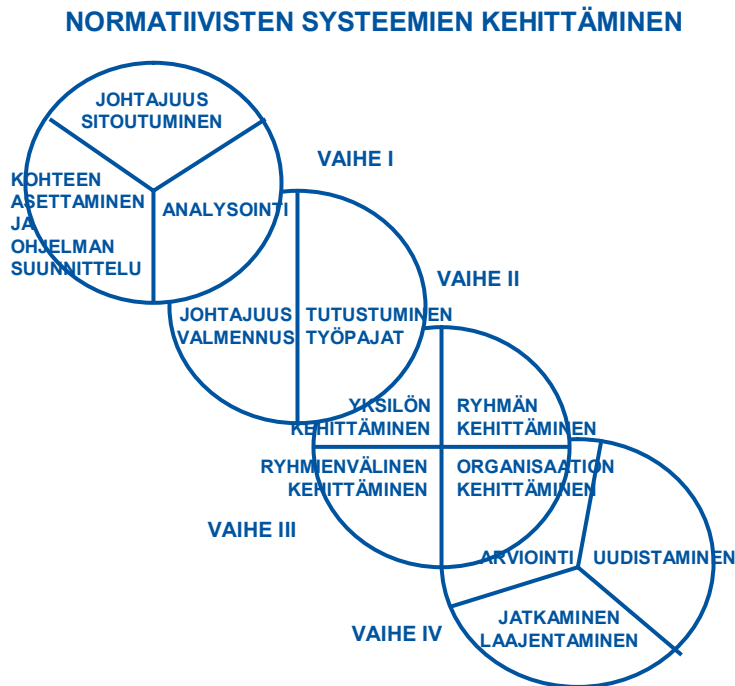 NORMATIIVISTEN SYSTEEMIEN KEHITTÄMINEN
JOHTAJUUS
SITOUTUMINEN
VAIHE I
KOHTEEN
ASETTAMINEN
JA
OHJELMAN
SUUNNITTELU
ANALYSOINTI
VAIHE II
JOHTAJUUS
VALMENNUS
TUTUSTUMINEN
TYÖPAJAT
YKSILÖN
KEHITTÄMINEN
RYHMÄN
KEHITTÄMINEN
RYHMIENVÄLINEN
KEHITTÄMINEN
ORGANISAATION
KEHITTÄMINEN
VAIHE III
ARVIOINTI
UUDISTAMINEN
JATKAMINEN
LAAJENTAMINEN
VAIHE IV